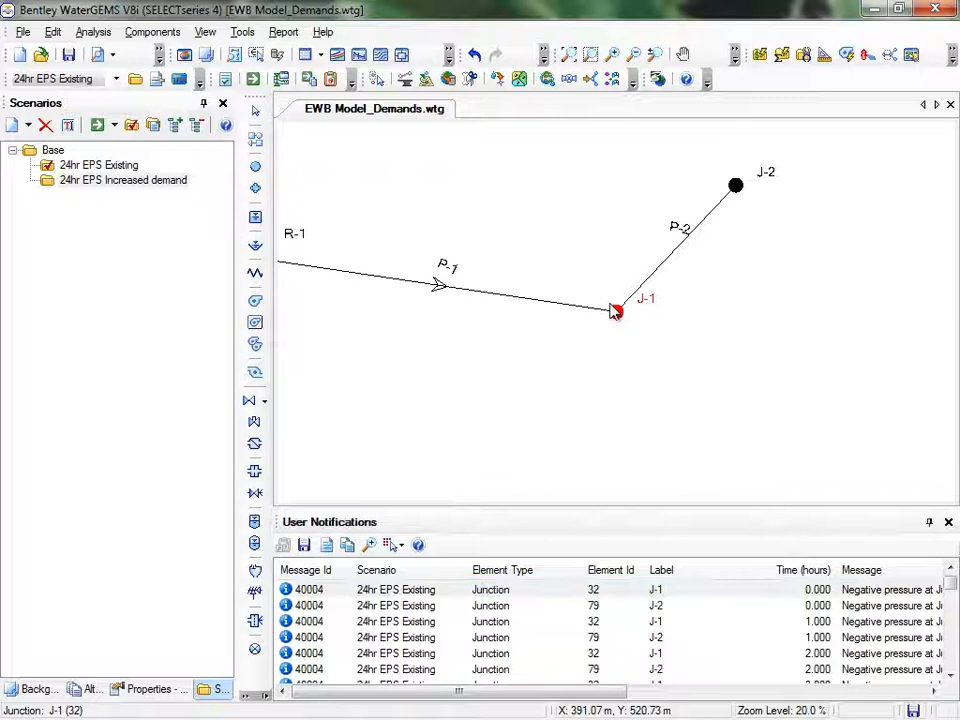 Bentley WaterGEMS V8i (SELECTseries 4) [EWB Model_Demands.wtg]
File Edit Analysis Components View Tools Report Help
24hr EPS Existing
Scenarios
EWB Model_Demands.wtg
Base
24hr EPS Existing
24hr EPS Increased demand
J-2
P-2
R-1
P-1
J-1
User Notifications
Message Id Scenario Element Type Element Id Label Time (hours) Message
40004 24hr EPS Existing Junction 32 J-1 0.000 Negative pressure at J
40004 24hr EPS Existing Junction 79 J-2 0.000 Negative pressure at J
40004 24hr EPS Existing Junction 32 J-1 1.000 Negative pressure at J
40004 24hr EPS Existing Junction 79 J-2 1.000 Negative pressure at J
40004 24hr EPS Existing Junction 32 J-1 2.000 Negative pressure at J
40004 24hr EPS Existing Junction 79 J-2 2.000 Negative pressure at J
Backg... Alt... Properties - ... S...
Junction: J-1 (32) X: 391.07 m, Y: 520.73 m Zoom Level: 20.0 %